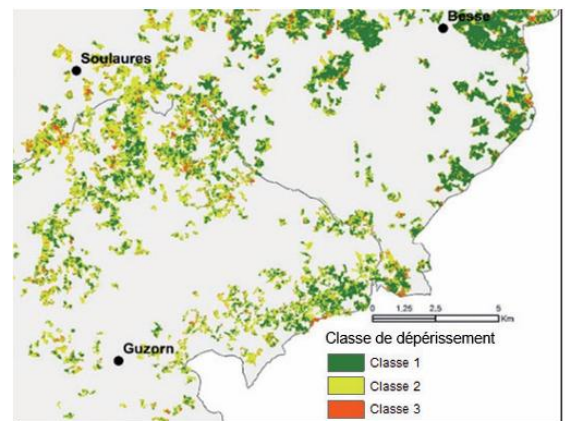 Besse
Soulaures
0 1,25 2,5 5
Km
Classe de dépérissement
Guzorn
Classe 1
Classe 2
Classe 3